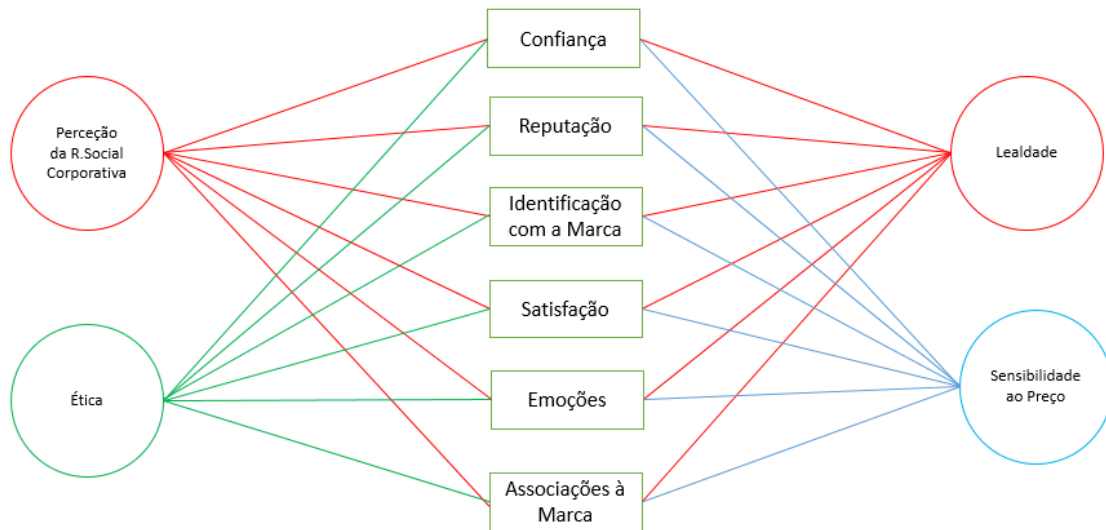 Confiança
Reputação
Identificação
com a Marca
Satisfação
Emoções
Associações à
Marca
Perceção
da R.Social
Corporativa
Ética
Lealdade
Sensibilidade
ao Preço